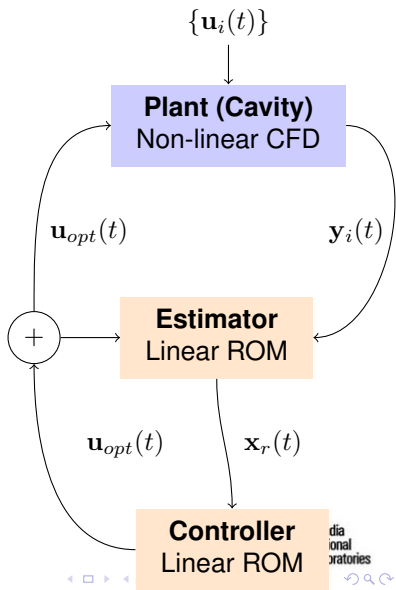 {u_i(t)}
Plant (Cavity)
Non-linear CFD
u_opt(t)
y_i(t)
+
Estimator
Linear ROM
u_opt(t)
x_r(t)
Controller
Linear ROM